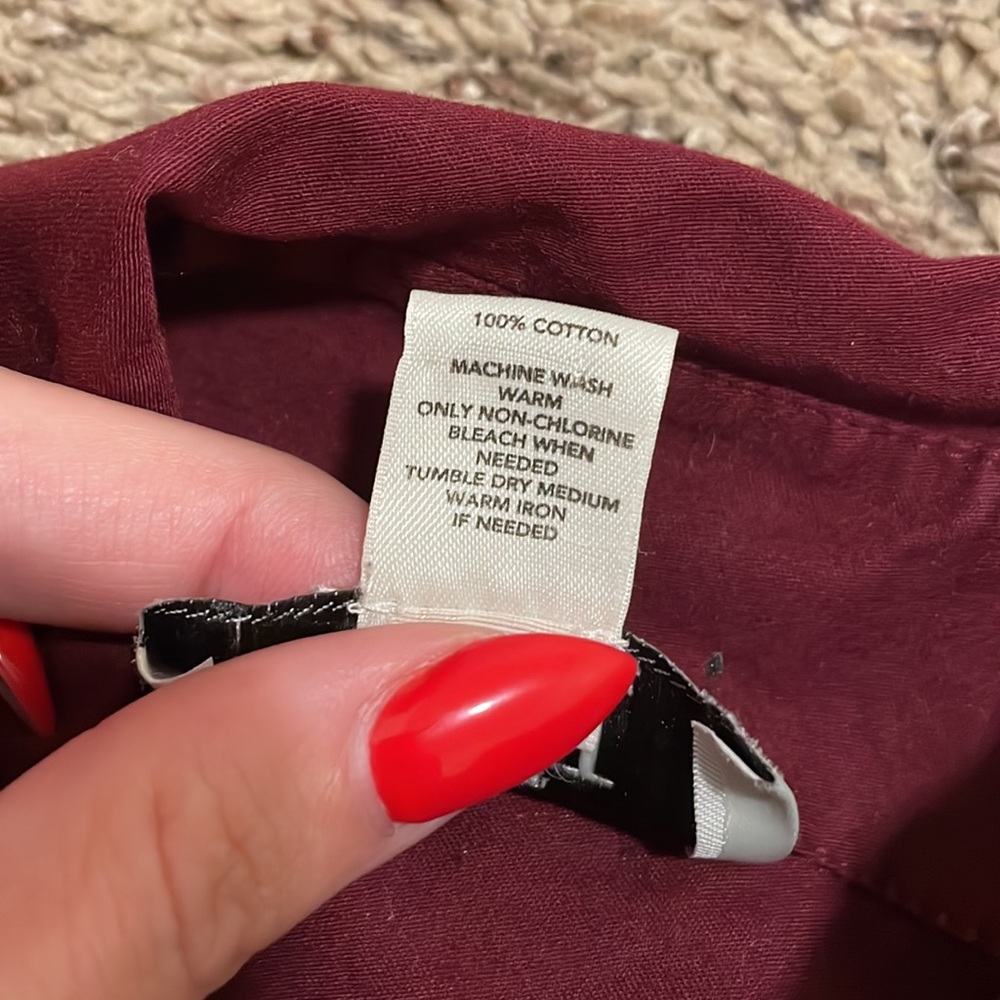 100% COTTON
MACHINE WASH
WARM
ONLY NON-CHLORINE
BLEACH WHEN
NEEDED
TUMBLE DRY MEDIUM
WARM IRON
IF NEEDED